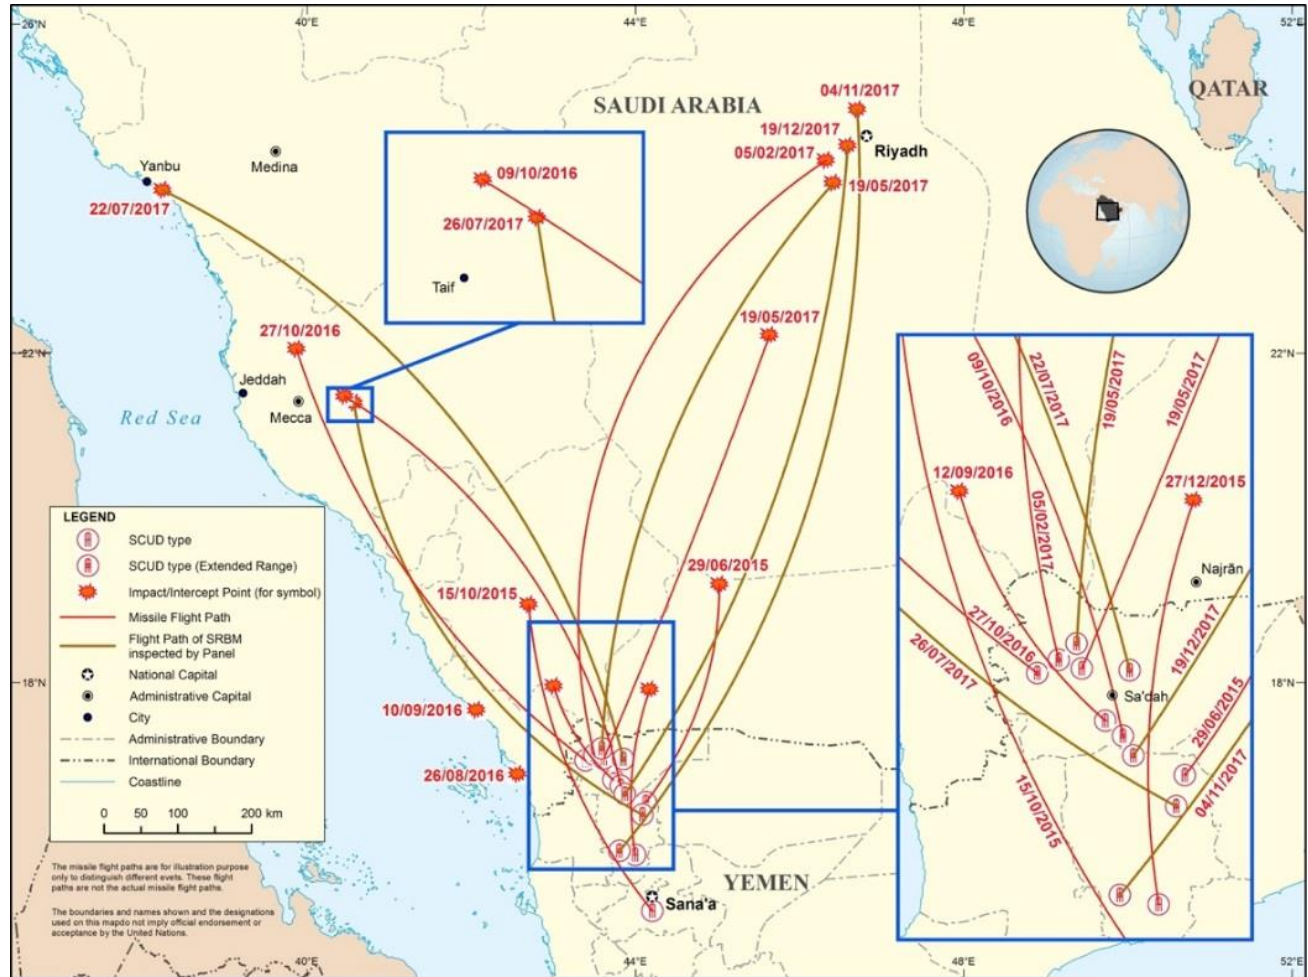 26°N
40°E
44°E
48°E
52°E
QATAR
SAUDI ARABIA
04/11/2017
19/12/2017
05/02/2017
Riyadh
19/05/2017
Yanbu
Medina
22/07/2017
09/10/2016
26/07/2017
Taif
27/10/2016
19/05/2017
22°N
22°N
Jeddah
Mecca
Red Sea
09/10/2016
22/07/2017
19/05/2017
19/05/2017
12/09/2016
27/12/2015
05/02/2017
Najrān
27/10/2016
26/07/2017
19/12/2017
Sa'dah
29/06/2015
04/11/2017
15/10/2015
LEGEND
SCUD type
SCUD type (Extended Range)
Impact/Intercept Point (for symbol)
Missile Flight Path
Flight Path of SRBM
inspected by Panel
National Capital
Administrative Capital
City
Administrative Boundary
International Boundary
Coastline
0 100 200 km
29/06/2015
15/10/2015
18°N
10/09/2016
26/08/2016
YEMEN
Sana'a
The missile flight paths are for illustration purpose
only to distinguish different evets. These flight
paths are not the actual missile flight paths.
The boundaries and names shown and the designations
used on this mapdo not imply official endorsement or
acceptance by the United Nations.
40°E
44°E
48°E
52°E
18°N